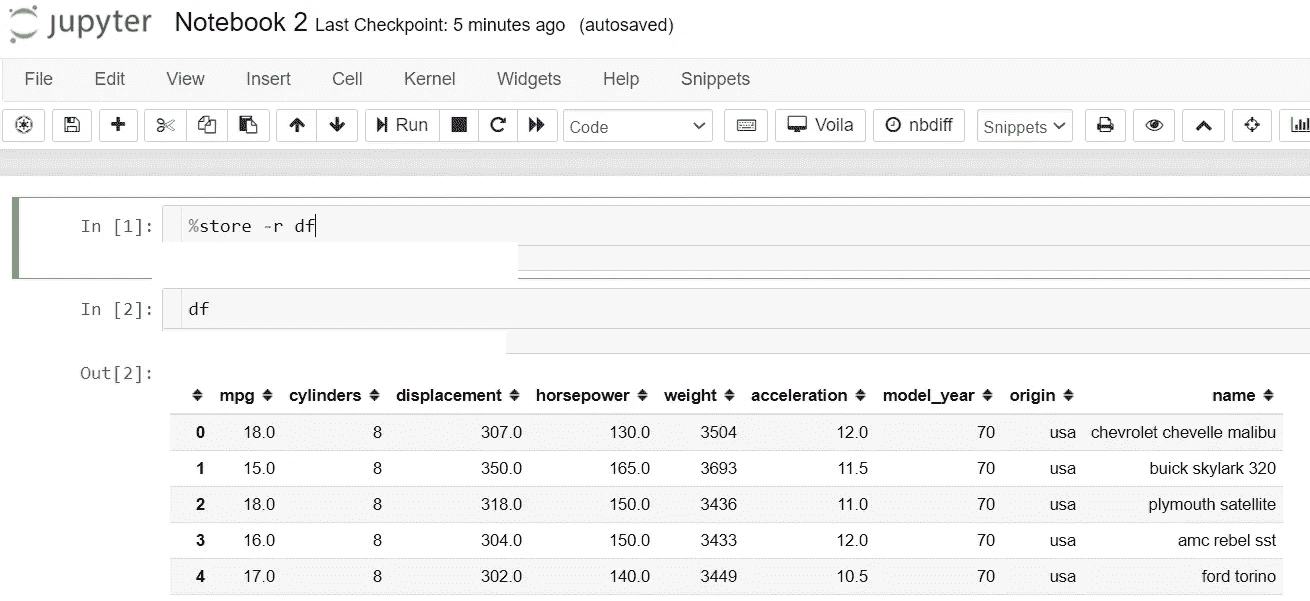 jupyter Notebook 2 Last Checkpoint: 5 minutes ago (autosaved)
File Edit View Insert Cell Kernel Widgets Help Snippets
Run Code Voila nbdiff Snippets
In [1]: %store -r df
In [2]: df
Out[2]:
mpg cylinders displacement horsepower weight acceleration model_year origin name
0 18.0 8 307.0 130.0 3504 12.0 70 usa chevrolet chevelle malibu
1 15.0 8 350.0 165.0 3693 11.5 70 usa buick skylark 320
2 18.0 8 318.0 150.0 3436 11.0 70 usa plymouth satellite
3 16.0 8 304.0 150.0 3433 12.0 70 usa amc rebel sst
4 17.0 8 302.0 140.0 3449 10.5 70 usa ford torino